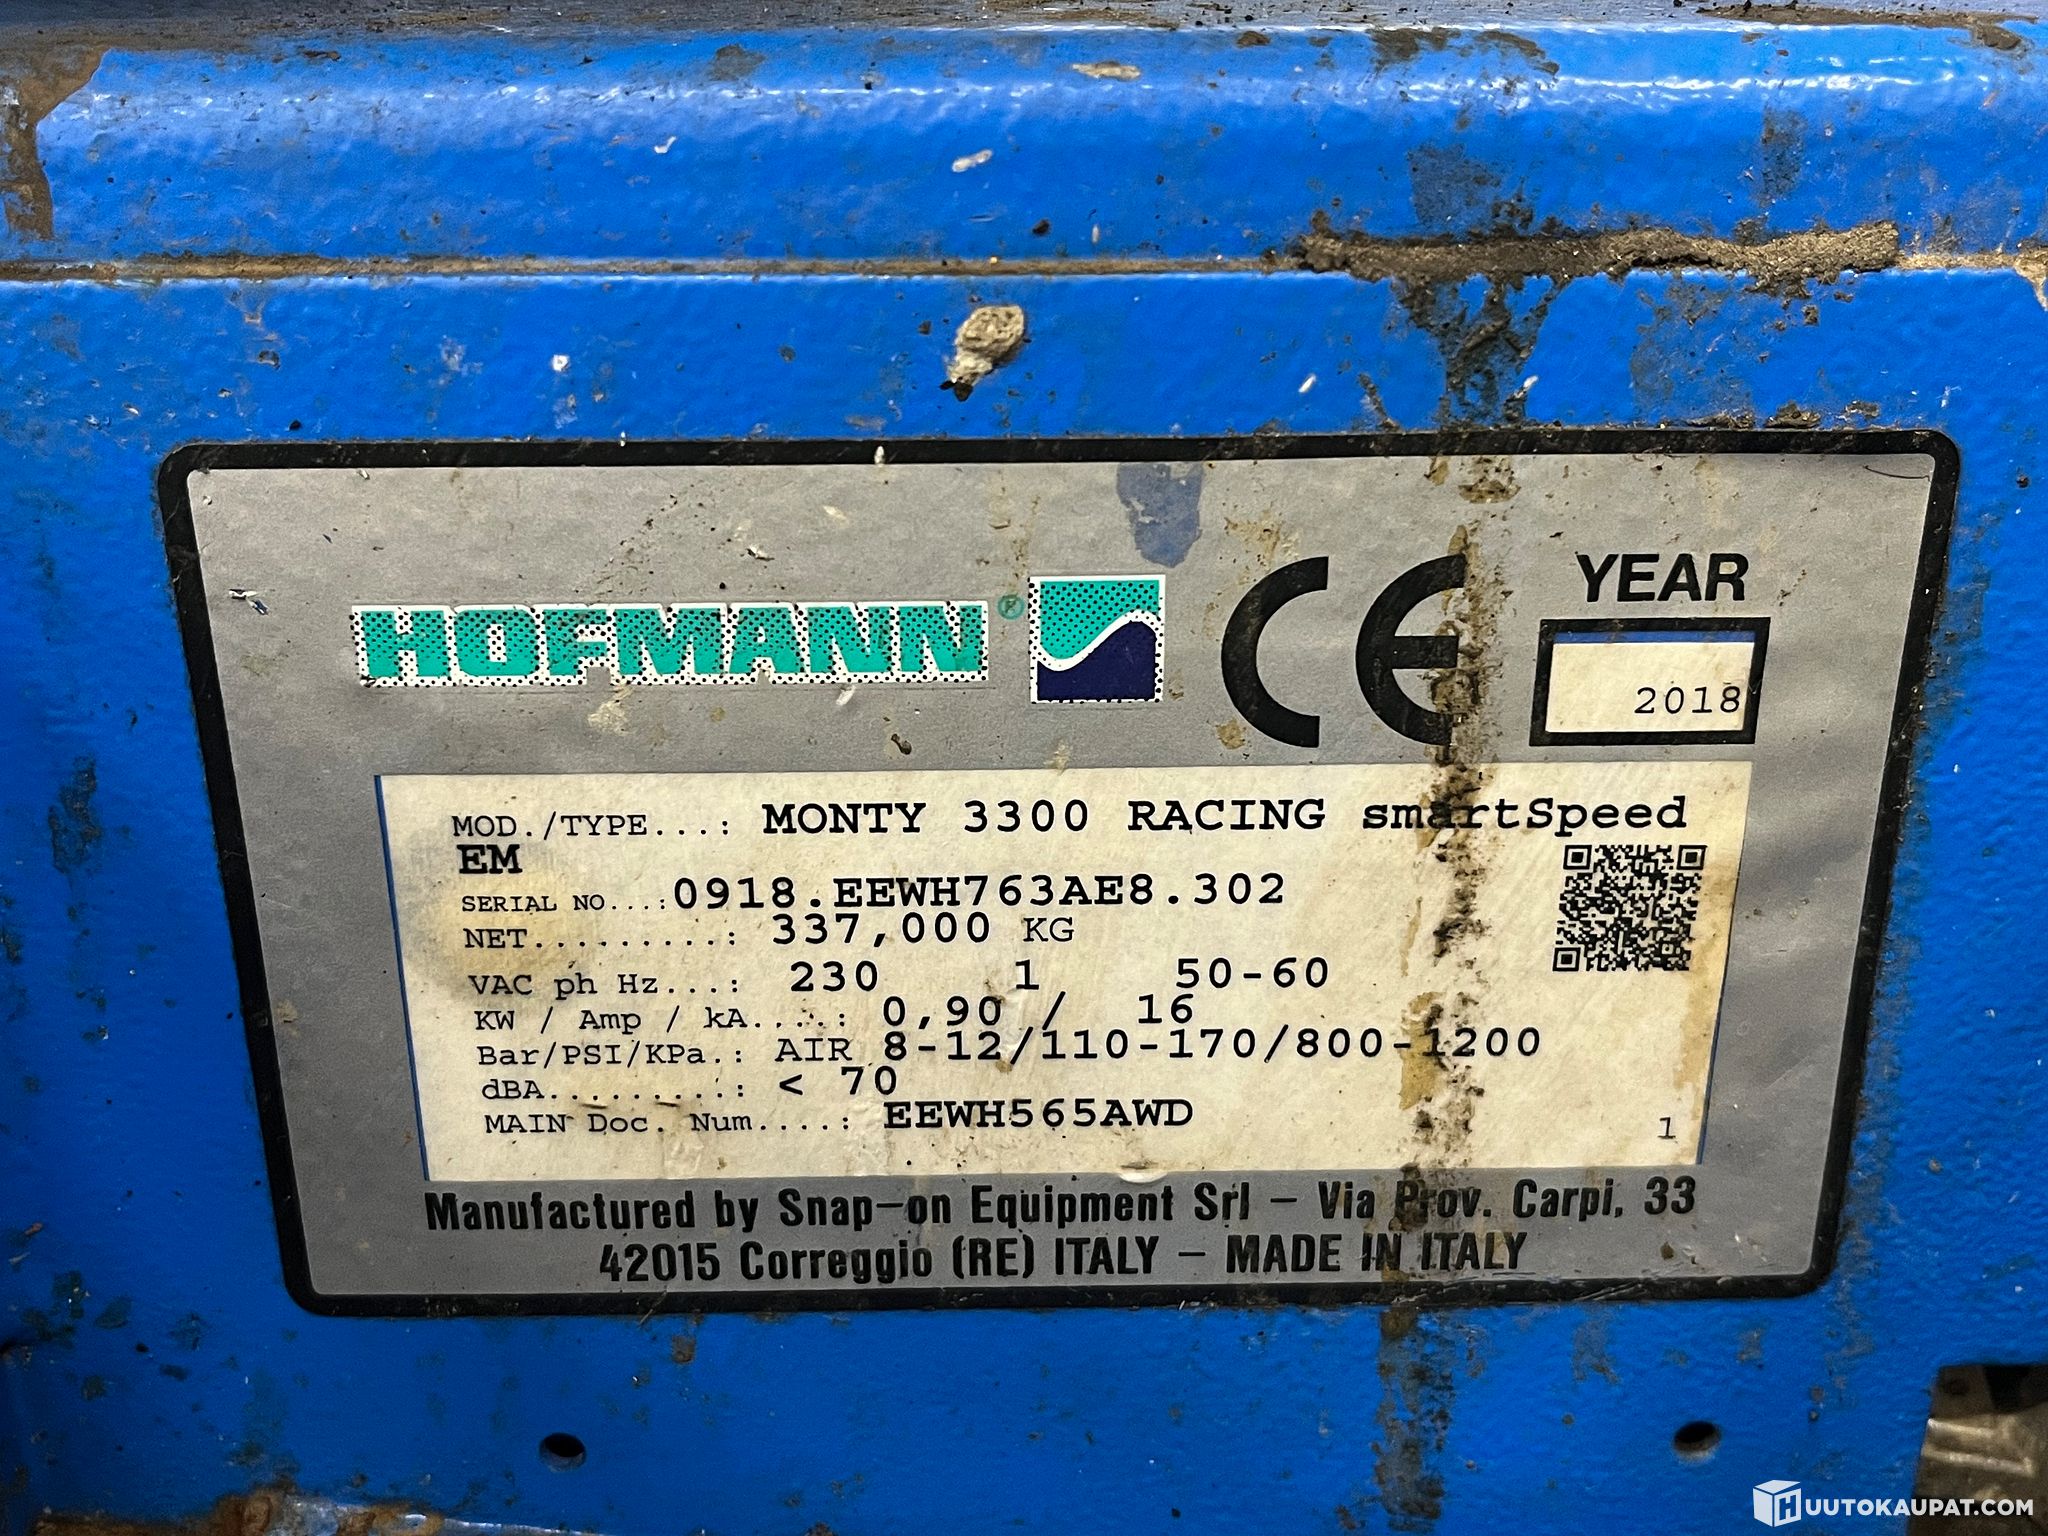 HOFMANN ®
CE
YEAR
2018
MOD./TYPE...: MONTY 3300 RACING smartSpeed
EM
SERIAL NO...: 0918.EEWH763AE8.302
NET.........: 337,000 KG
VAC ph Hz...: 230 1 50-60
KW / Amp / kA....: 0,90 / 16
Bar/PSI/KPa.: AIR 8-12/110-170/800-1200
dBA.........: < 70
MAIN Doc. Num....: EEWH565AWD
1
Manufactured by Snap-on Equipment Srl - Via Prov. Carpi, 33
42015 Correggio (RE) ITALY - MADE IN ITALY
HUUTOKAUPAT.COM